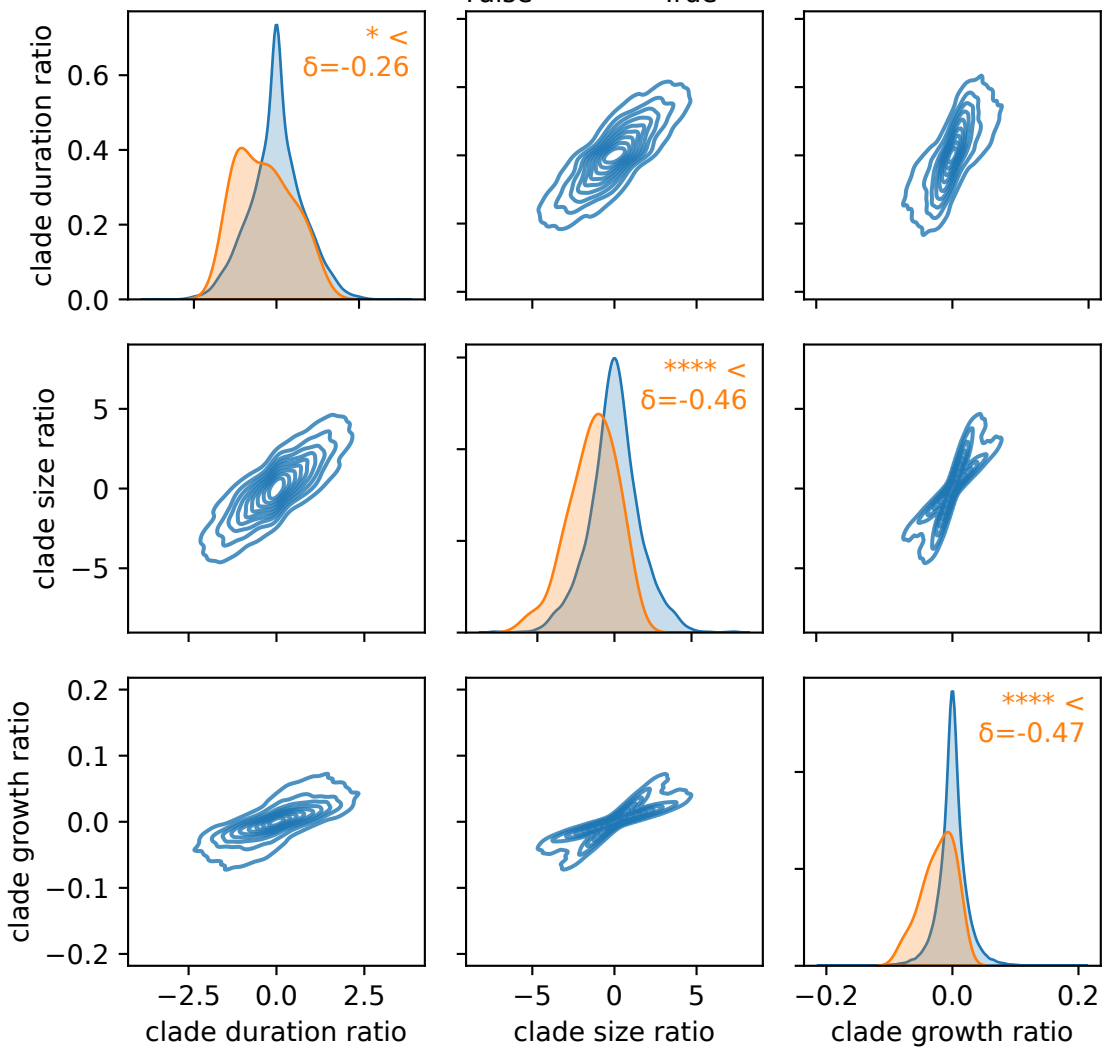 clade duration ratio
0.6
0.4
0.2
0.0
* <
δ=-0.26
clade size ratio
5
0
−5
**** <
δ=-0.46
clade growth ratio
0.2
0.1
0.0
−0.1
−0.2
**** <
δ=-0.47
−2.5 0.0 2.5
−5 0 5
−0.2 0.0 0.2
clade duration ratio
clade size ratio
clade growth ratio